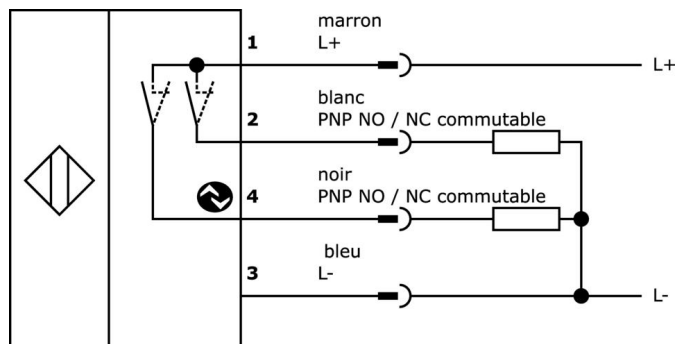 marron
1 L+
L+
blanc
2 PNP NO / NC commutable
noir
4 PNP NO / NC commutable
bleu
3 L-
L-